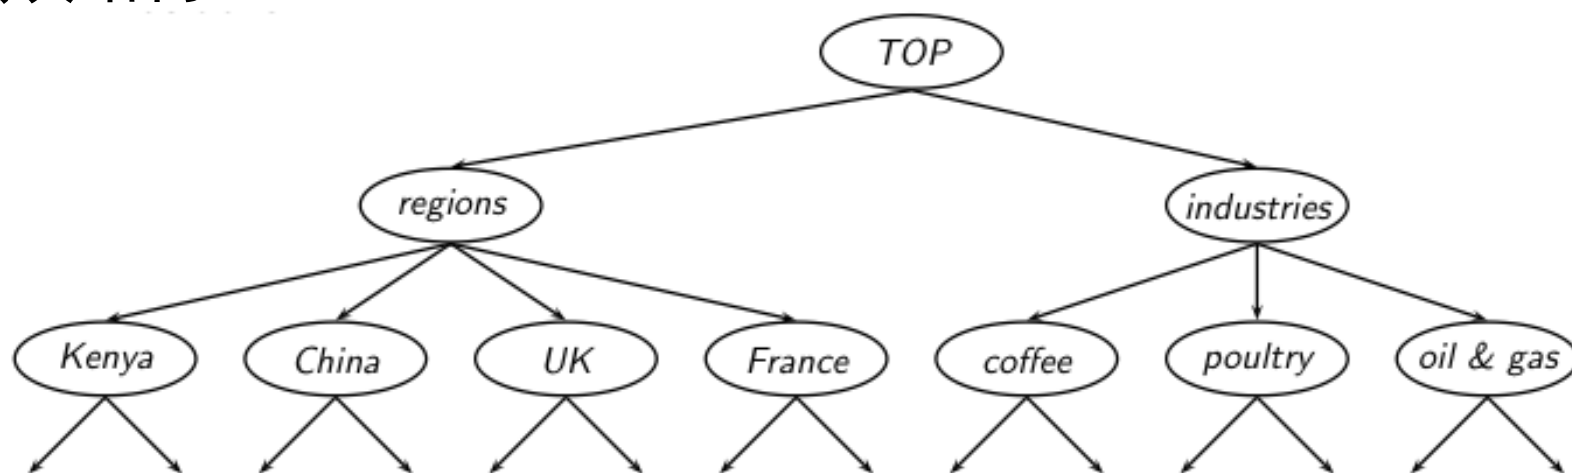 TOP
regions
industries
Kenya
China
UK
France
coffee
poultry
oil & gas